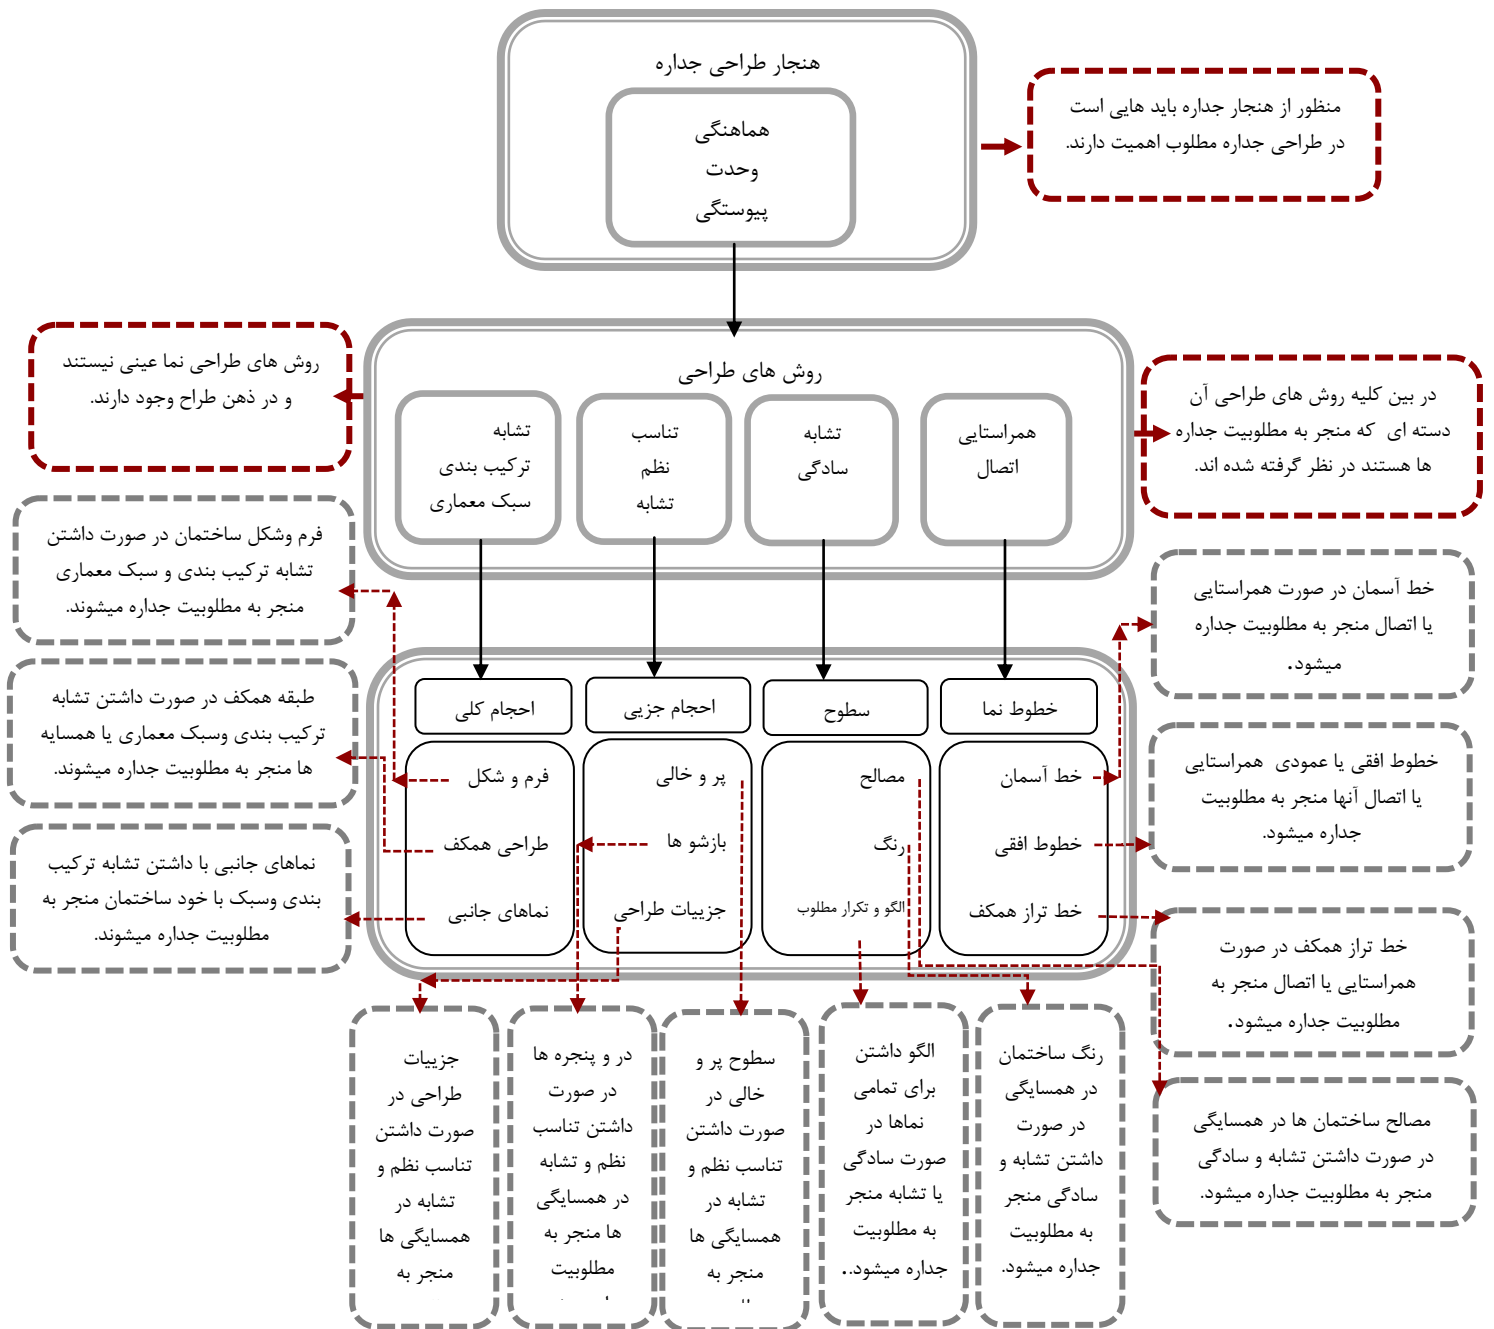 هنجار طراحی جداره
هماهنگی
وحدت
پیوستگی
منظور از هنجار جداره باید هایی است
در طراحی جداره مطلوب اهمیت دارند.
روش های طراحی
همراستایی
اتصال
تشابه
سادگی
تناسب
نظم
تشابه
تشابه
ترکیب بندی
سبک معماری
در بین کلیه روش های طراحی آن
دسته ای که منجر به مطلوبیت جداره
ها هستند در نظر گرفته شده اند.
روش های طراحی نما عینی نیستند
و در ذهن طراح وجود دارند.
خطوط نما
خط آسمان
خطوط افقی
خط تراز همکف
سطوح
مصالح
رنگ
الگو و تکرار مطلوب
احجام جزیی
پر و خالی
بازشو ها
جزییات طراحی
احجام کلی
فرم و شکل
طراحی همکف
نماهای جانبی
خط آسمان در صورت همراستایی
یا اتصال منجر به مطلوبیت جداره
میشود.
خطوط افقی یا عمودی همراستایی
یا اتصال آنها منجر به مطلوبیت
جداره میشود.
خط تراز همکف در صورت
همراستایی یا اتصال منجر به
مطلوبیت جداره میشود.
مصالح ساختمان ها در همسایگی
در صورت داشتن تشابه و سادگی
منجر به مطلوبیت جداره میشود.
فرم وشکل ساختمان در صورت داشتن
تشابه ترکیب بندی و سبک معماری
منجر به مطلوبیت جداره میشوند.
طبقه همکف در صورت داشتن تشابه
ترکیب بندی وسبک معماری با همسایه
ها منجر به مطلوبیت جداره میشوند.
نماهای جانبی با داشتن تشابه ترکیب
بندی وسبک با خود ساختمان منجر به
مطلوبیت جداره میشوند.
رنگ ساختمان
در همسایگی
در صورت
داشتن تشابه و
سادگی منجر
به مطلوبیت
جداره میشود.
الگو داشتن
برای تمامی
نماها در
صورت سادگی
یا تشابه منجر
به مطلوبیت
جداره میشود..
سطوح پر و
خالی در
صورت داشتن
تناسب نظم و
تشابه در
همسایگی ها
منجر به
در و پنجره ها
در صورت
داشتن تناسب
نظم و تشابه
در همسایگی
ها منجر به
مطلوبیت
جزییات
طراحی در
صورت داشتن
تناسب نظم و
تشابه در
همسایگی ها
منجر به